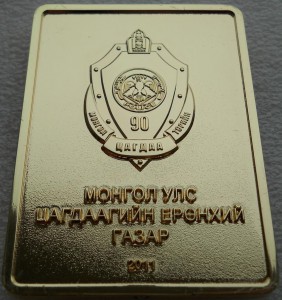 90
ЦАГДАА
МОНГОЛ УЛС
ЦАГДААГИЙН ЕРӨНХИЙ
ГАЗАР
2011